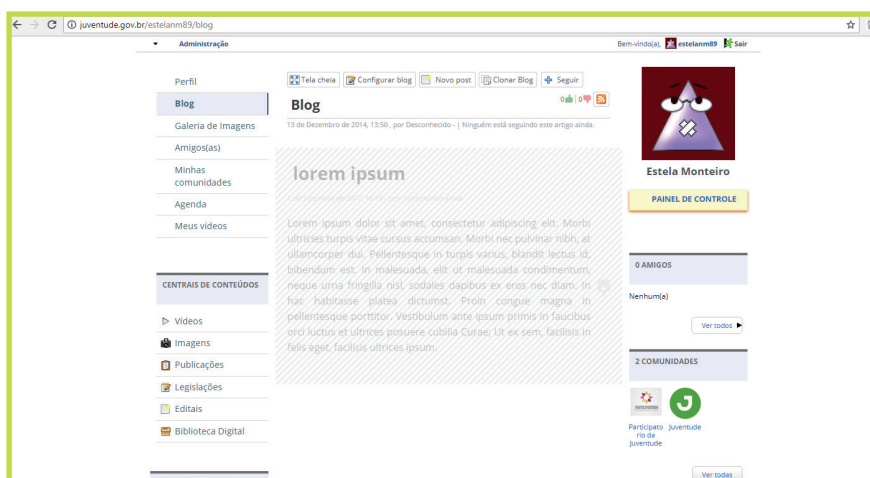 juventude.gov.br/estelanm89/blog
Administração
Bem-vindo(a), estelanm89 Sair
Perfil
Blog
Galeria de Imagens
Amigos(as)
Minhas
comunidades
Agenda
Meus vídeos
CENTRAIS DE CONTEÚDOS
Vídeos
Imagens
Publicações
Legislações
Editais
Biblioteca Digital
Tela cheia Configurar blog Novo post Clonar Blog Seguir
Blog
0 0
13 de Dezembro de 2014, 13:50 , por Desconhecido - | Ninguém está seguindo este artigo ainda.
lorem ipsum
Lorem ipsum dolor sit amet, consectetur adipiscing elit. Morbi
ultricies turpis vitae cursus accumsan. Morbi nec pulvinar nibh, at
ullamcorper dui. Pellentesque in turpis varius, blandit lectus id,
bibendum est. In malesuada, elit ut malesuada condimentum,
neque urna fringilla nisl, sodales dapibus ex eros nec diam. In
hac habitasse platea dictumst. Proin congue magna in
pellentesque porttitor. Vestibulum ante ipsum primis in faucibus
orci luctus et ultrices posuere cubilia Curae; Ut ex sem, facilisis in
felis eget, facilisis ultrices ipsum.
Estela Monteiro
PAINEL DE CONTROLE
0 AMIGOS
Nenhum(a)
Ver todos
2 COMUNIDADES
Participato
rio da
Juventude
Juventude
Ver todas